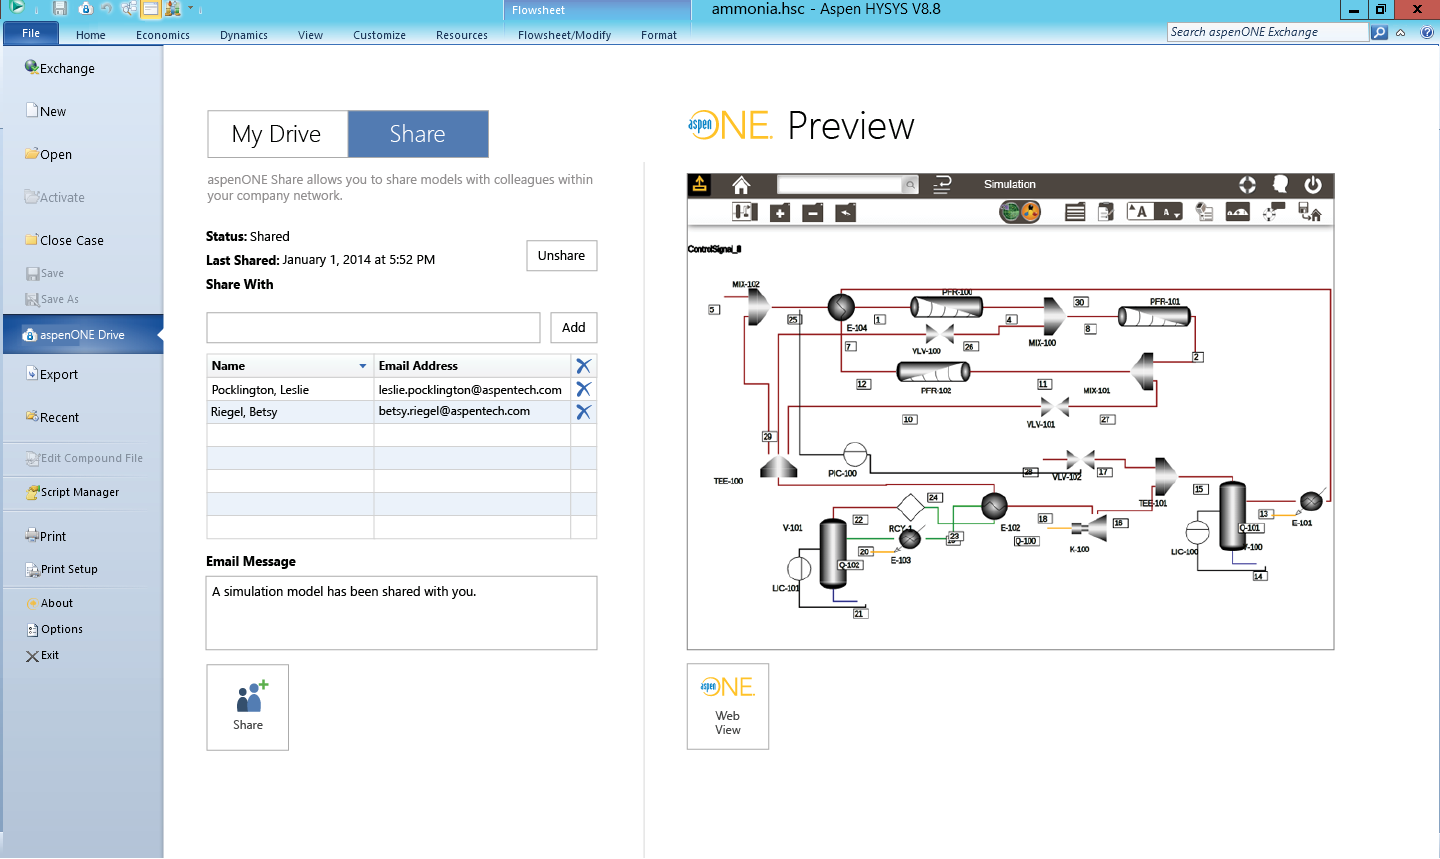 Flowsheet
ammonia.hsc - Aspen HYSYS V8.8
File
Home
Economics
Dynamics
View
Customize
Resources
Flowsheet/Modify
Format
Search aspenONE Exchange
Exchange
New
Open
Activate
Close Case
Save
Save As
aspenONE Drive
Export
Recent
Edit Compound File
Script Manager
Print
Print Setup
About
Options
Exit
My Drive
Share
aspenONE Share allows you to share models with colleagues within
your company network.
Status: Shared
Last Shared: January 1, 2014 at 5:52 PM
Unshare
Share With
Add
Name
Email Address
Pocklington, Leslie
leslie.pocklington@aspentech.com
Riegel, Betsy
betsy.riegel@aspentech.com
Email Message
A simulation model has been shared with you.
Share
aspenONE. Preview
Simulation
A
A
MIX-102
5
25
E-104
PFR-100
1
4
30
PFR-101
8
MIX-100
7
VLV-100
26
2
12
PFR-102
11
MIX-101
10
VLV-101
27
29
TEE-100
PIC-100
28
VLV-102
17
TEE-101
15
24
22
V-101
RCY-1
23
E-102
18
Q-100
K-100
16
20
E-103
Q-102
LIC-101
21
13
E-101
Q-101
LIC-100
V-100
14
aspenONE.
Web
View